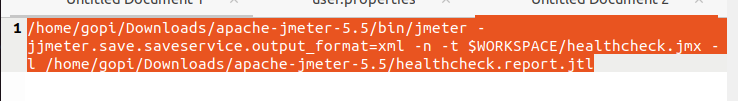 Untitled Document 1
user.properties
Untitled Document 2
1 /home/gopi/Downloads/apache-jmeter-5.5/bin/jmeter -
jjmeter.save.saveservice.output_format=xml -n -t $WORKSPACE/healthcheck.jmx -
l /home/gopi/Downloads/apache-jmeter-5.5/healthcheck.report.jtl